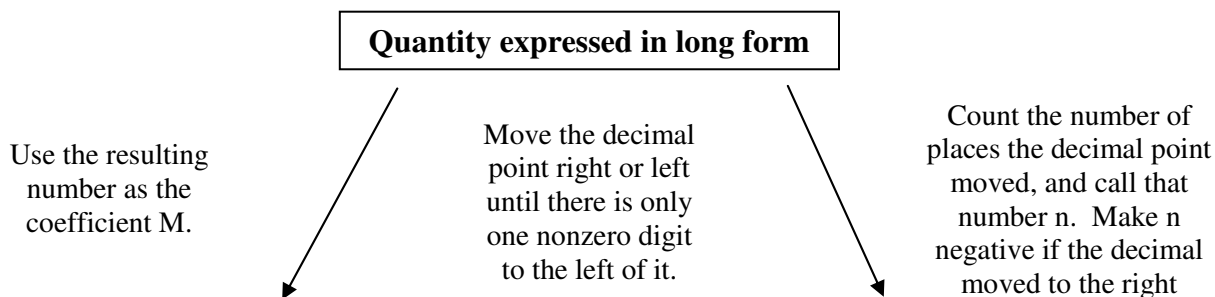 Quantity expressed in long form
Use the resulting
number as the
coefficient M.
Move the decimal
point right or left
until there is only
one nonzero digit
to the left of it.
Count the number of
places the decimal point
moved, and call that
number n. Make n
negative if the decimal
moved to the right